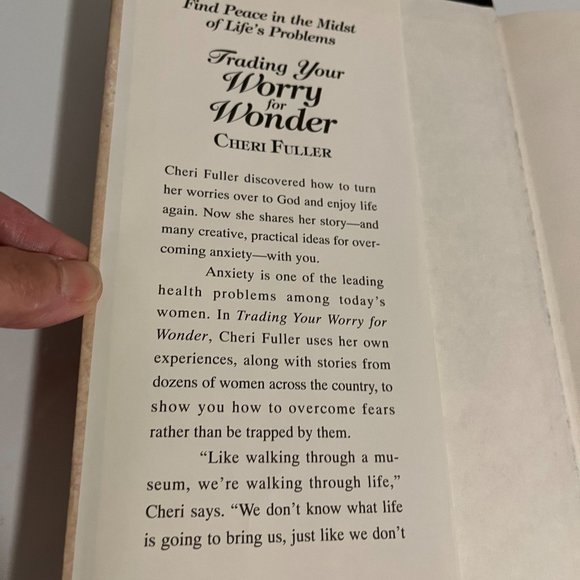 Find Peace in the Midst
of Life's Problems
Trading Your
Worry
for
Wonder
CHERI FULLER
Cheri Fuller discovered how to turn
her worries over to God and enjoy life
again. Now she shares her story—and
many creative, practical ideas for over-
coming anxiety—with you.
Anxiety is one of the leading
health problems among today's
women. In Trading Your Worry for
Wonder, Cheri Fuller uses her own
experiences, along with stories from
dozens of women across the country, to
show you how to overcome fears
rather than be trapped by them.
"Like walking through a mu-
seum, we're walking through life,"
Cheri says. "We don't know what life
is going to bring us, just like we don't